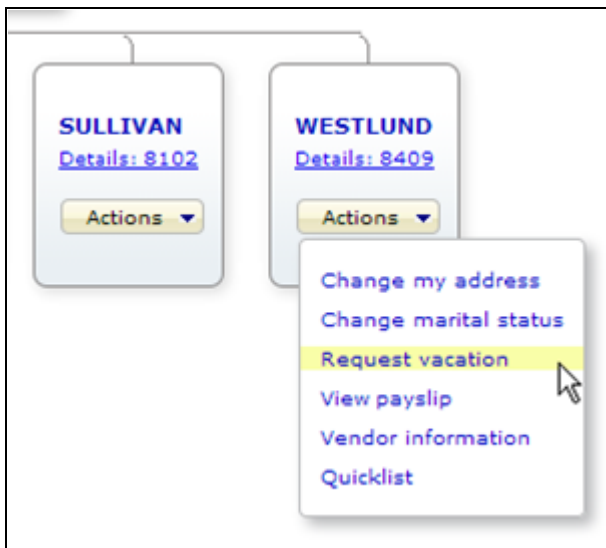 SULLIVAN
Details: 8102
Actions
WESTLUND
Details: 8409
Actions
Change my address
Change marital status
Request vacation
View payslip
Vendor information
Quicklist